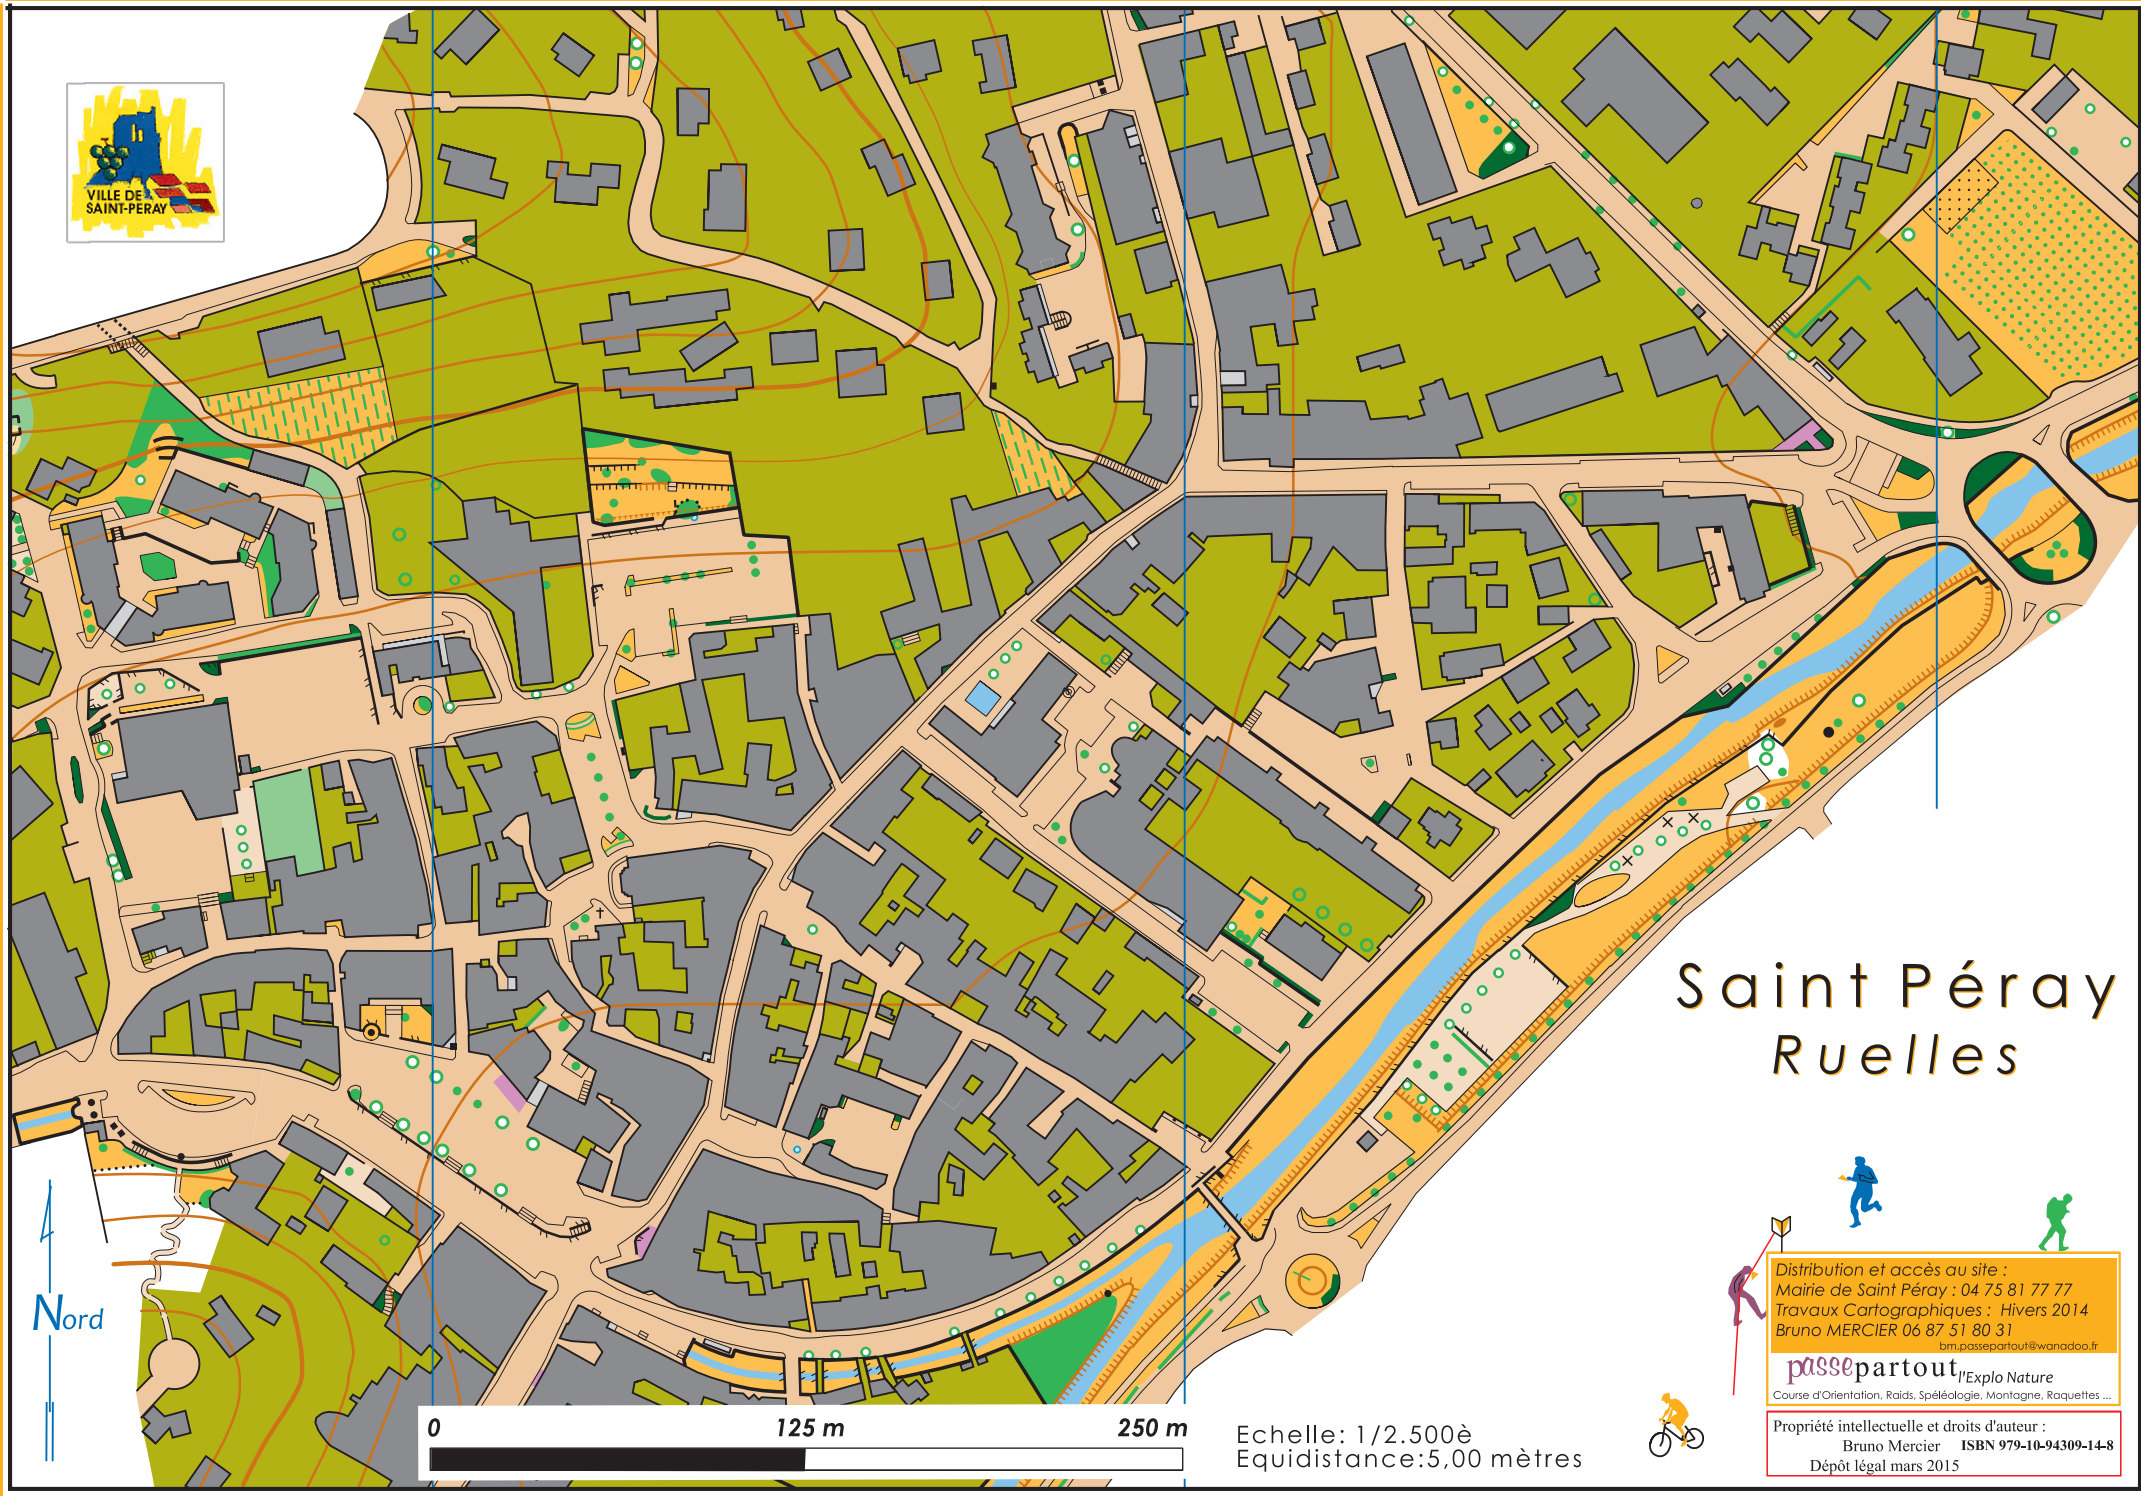 VILLE DE
SAINT-PERAY
Saint Péray
Ruelles
Nord
0 125 m 250 m
Echelle: 1/2.500è
Equidistance:5,00 mètres
Distribution et accès au site :
Mairie de Saint Péray : 04 75 81 77 77
Travaux Cartographiques : Hivers 2014
Bruno MERCIER 06 87 51 80 31
bm.passepartout@wanadoo.fr
passepartout l'Explo Nature
Course d'Orientation, Raids, Spéléologie, Montagne, Raquettes ...
Propriété intellectuelle et droits d'auteur :
Bruno Mercier ISBN 979-10-94309-14-8
Dépôt légal mars 2015